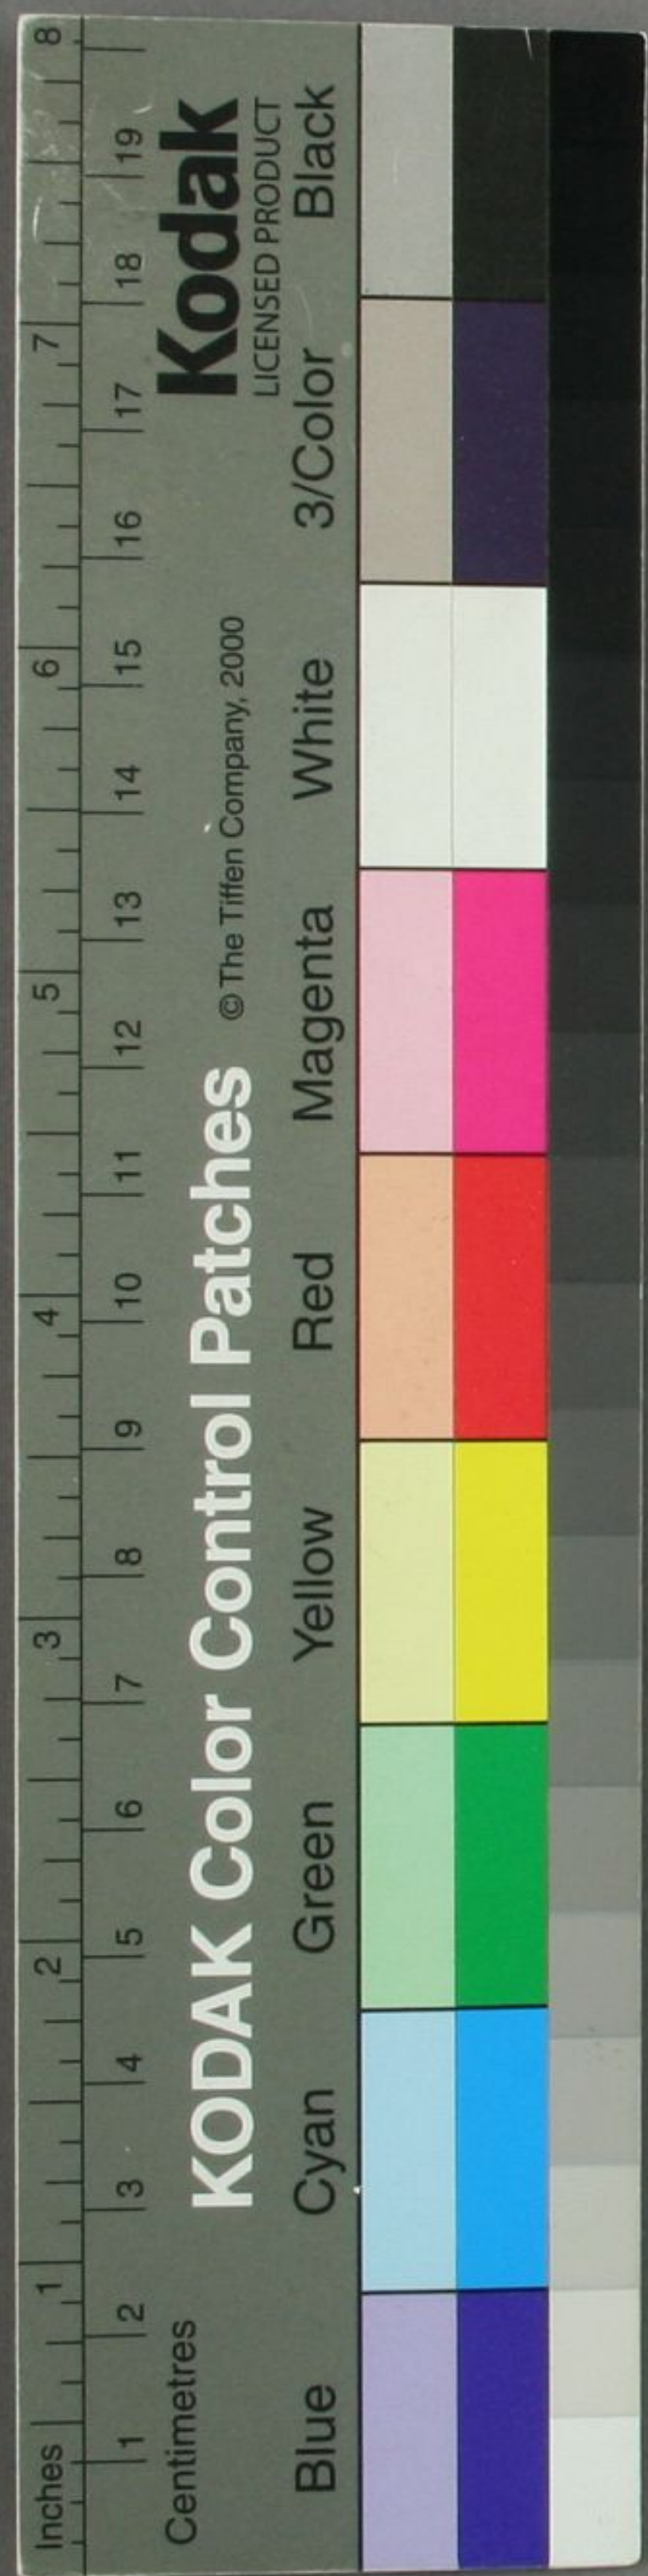 Inches 1 2 3 4 5 6 7 8
1 2 3 4 5 6 7 8 9 10 11 12 13 14 15 16 17 18 19
Centimetres
KODAK Color Control Patches © The Tiffen Company, 2000
Kodak
LICENSED PRODUCT
Blue Cyan Green Yellow Red Magenta White 3/Color Black